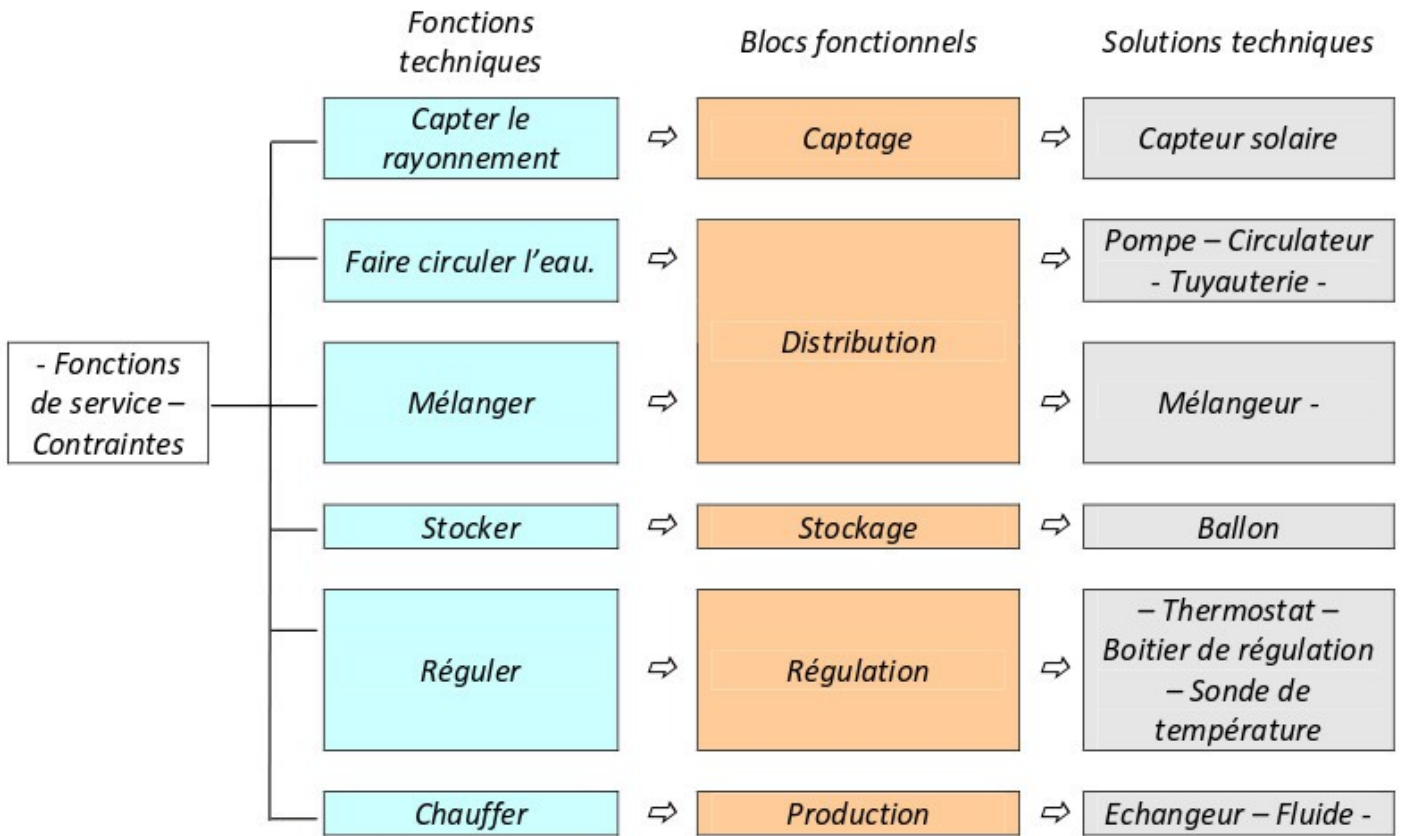 Fonctions
techniques
Blocs fonctionnels
Solutions techniques
Capter le
rayonnement
Captage
Capteur solaire
Faire circuler l’eau.
Distribution
Pompe – Circulateur
- Tuyauterie -
- Fonctions
de service –
Contraintes
Mélanger
Mélangeur -
Stocker
Stockage
Ballon
Réguler
Régulation
– Thermostat –
Boitier de régulation
– Sonde de
température
Chauffer
Production
Echangeur – Fluide -